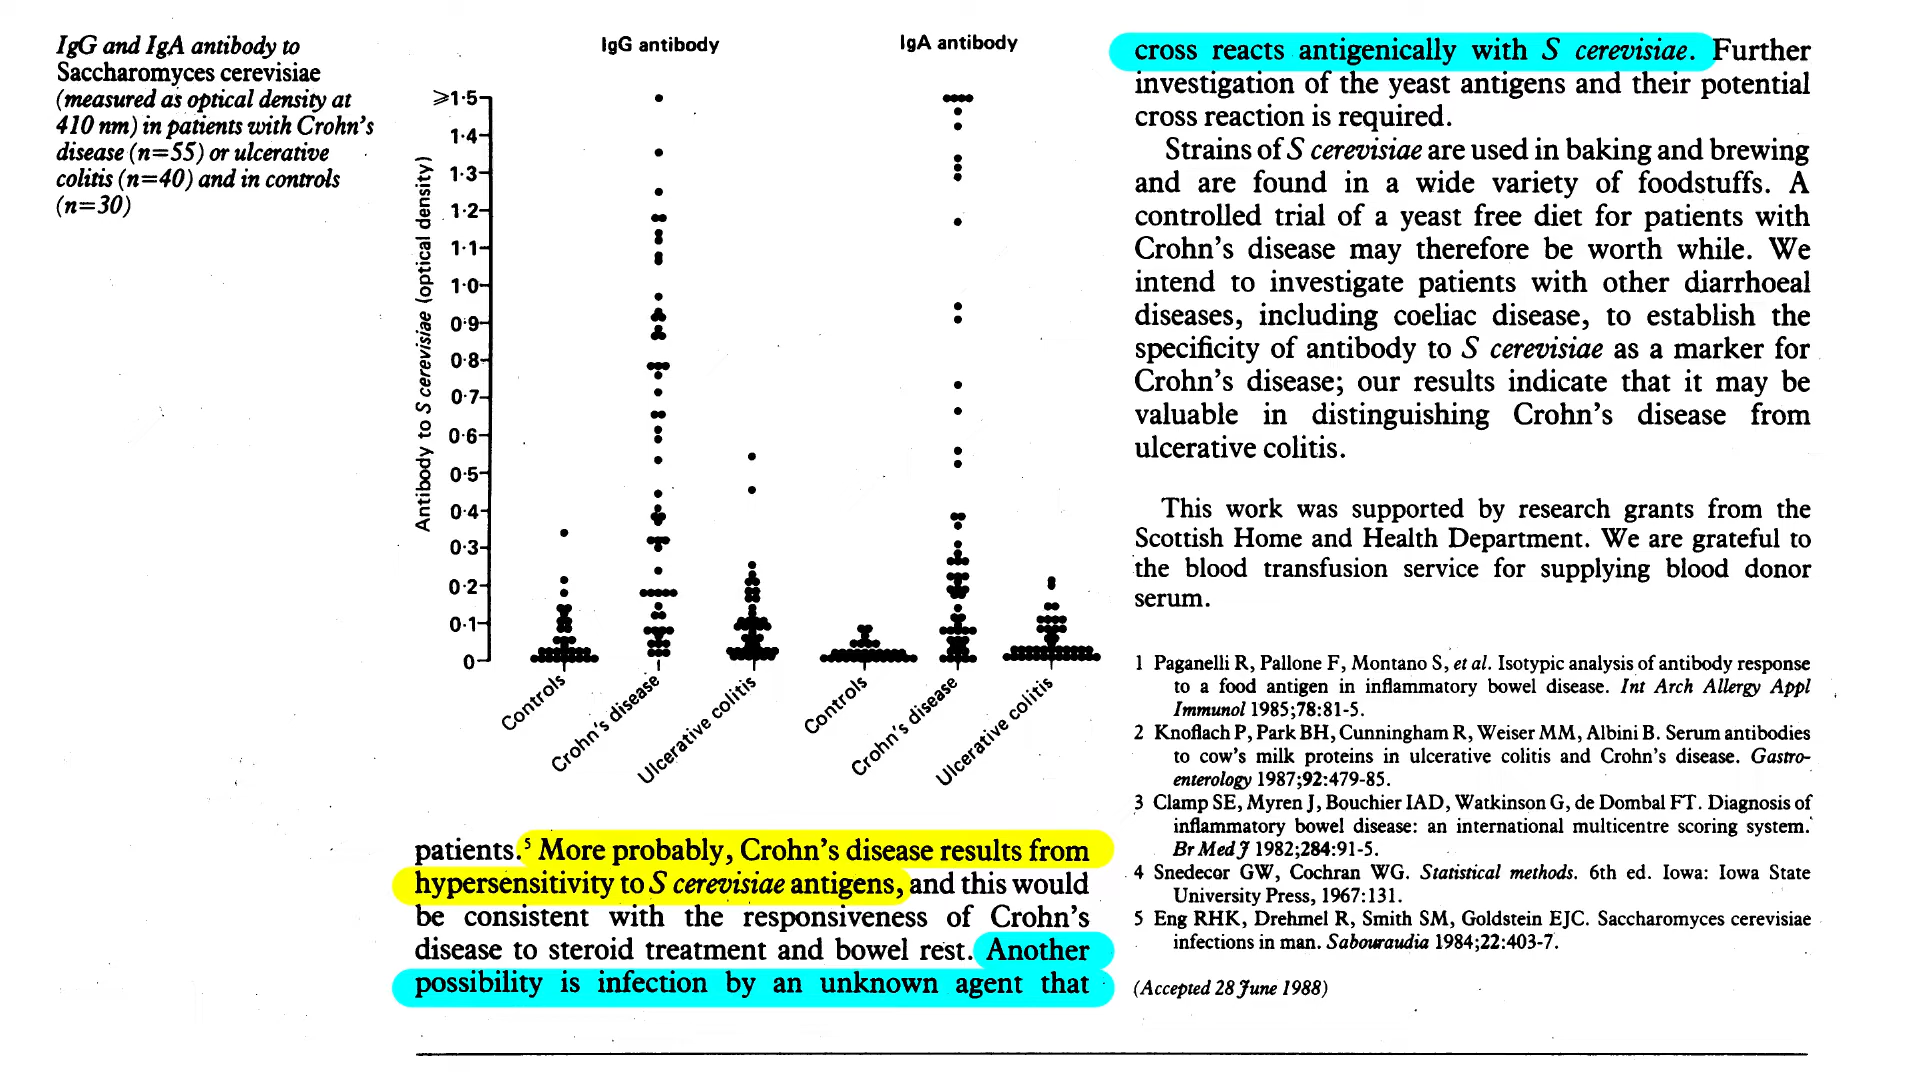 IgG and IgA antibody to
Saccharomyces cerevisiae
(measured as optical density at
410 nm) in patients with Crohn's
disease (n=55) or ulcerative
colitis (n=40) and in controls
(n=30)
IgG antibody
IgA antibody
Antibody to S cerevisiae (optical density)
⩾1·5
1·4
1·3
1·2
1·1
1·0
0·9
0·8
0·7
0·6
0·5
0·4
0·3
0·2
0·1
0
Controls
Crohn's disease
Ulcerative colitis
Controls
Crohn's disease
Ulcerative colitis
patients.⁵ More probably, Crohn's disease results from
hypersensitivity to S cerevisiae antigens, and this would
be consistent with the responsiveness of Crohn's
disease to steroid treatment and bowel rest. Another
possibility is infection by an unknown agent that
cross reacts antigenically with S cerevisiae. Further
investigation of the yeast antigens and their potential
cross reaction is required.
Strains of S cerevisiae are used in baking and brewing
and are found in a wide variety of foodstuffs. A
controlled trial of a yeast free diet for patients with
Crohn's disease may therefore be worth while. We
intend to investigate patients with other diarrhoeal
diseases, including coeliac disease, to establish the
specificity of antibody to S cerevisiae as a marker for
Crohn's disease; our results indicate that it may be
valuable in distinguishing Crohn's disease from
ulcerative colitis.
This work was supported by research grants from the
Scottish Home and Health Department. We are grateful to
the blood transfusion service for supplying blood donor
serum.
1 Paganelli R, Pallone F, Montano S, et al. Isotypic analysis of antibody response
to a food antigen in inflammatory bowel disease. Int Arch Allergy Appl
Immunol 1985;78:81-5.
2 Knoflach P, Park BH, Cunningham R, Weiser MM, Albini B. Serum antibodies
to cow's milk proteins in ulcerative colitis and Crohn's disease. Gastro-
enterology 1987;92:479-85.
3 Clamp SE, Myren J, Bouchier IAD, Watkinson G, de Dombal FT. Diagnosis of
inflammatory bowel disease: an international multicentre scoring system.
Br Med J 1982;284:91-5.
4 Snedecor GW, Cochran WG. Statistical methods. 6th ed. Iowa: Iowa State
University Press, 1967:131.
5 Eng RHK, Drehmel R, Smith SM, Goldstein EJC. Saccharomyces cerevisiae
infections in man. Sabouraudia 1984;22:403-7.
(Accepted 28 June 1988)